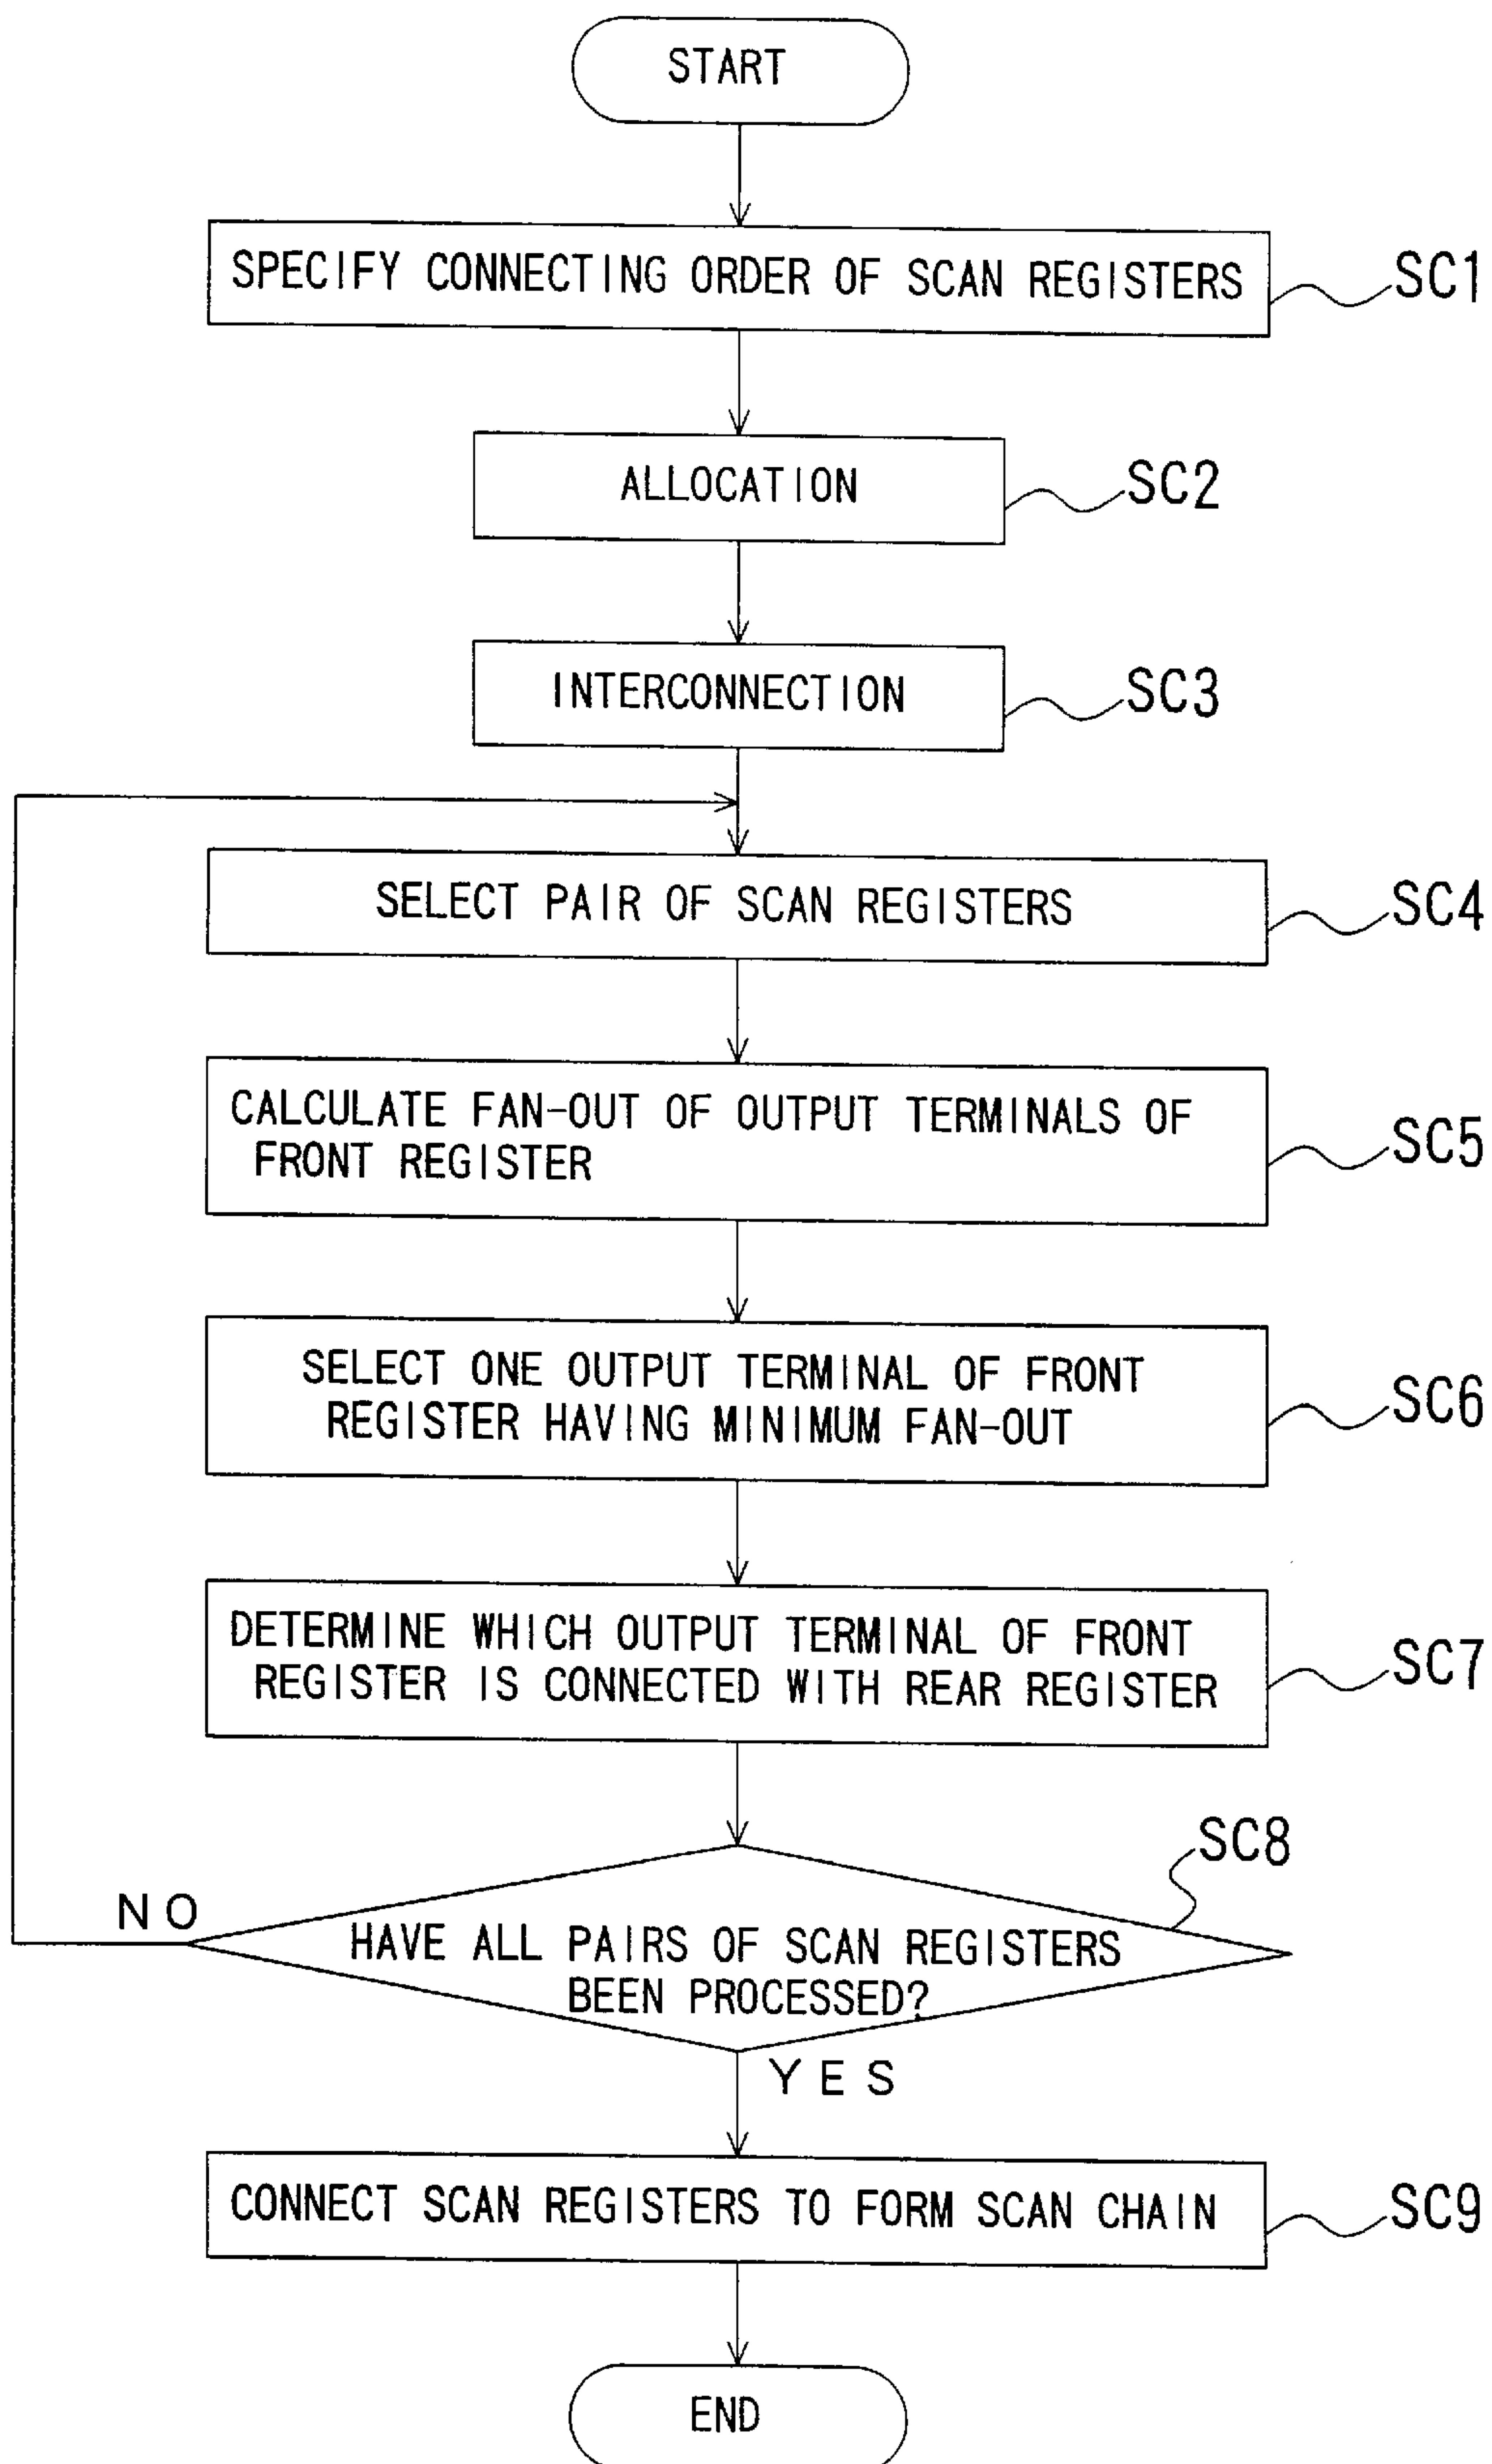 START
SPECIFY CONNECTING ORDER OF SCAN REGISTERS
SC1
ALLOCATION
SC2
INTERCONNECTION
SC3
SELECT PAIR OF SCAN REGISTERS
SC4
CALCULATE FAN-OUT OF OUTPUT TERMINALS OF
FRONT REGISTER
SC5
SELECT ONE OUTPUT TERMINAL OF FRONT
REGISTER HAVING MINIMUM FAN-OUT
SC6
DETERMINE WHICH OUTPUT TERMINAL OF FRONT
REGISTER IS CONNECTED WITH REAR REGISTER
SC7
SC8
NO
HAVE ALL PAIRS OF SCAN REGISTERS
BEEN PROCESSED?
YES
CONNECT SCAN REGISTERS TO FORM SCAN CHAIN
SC9
END